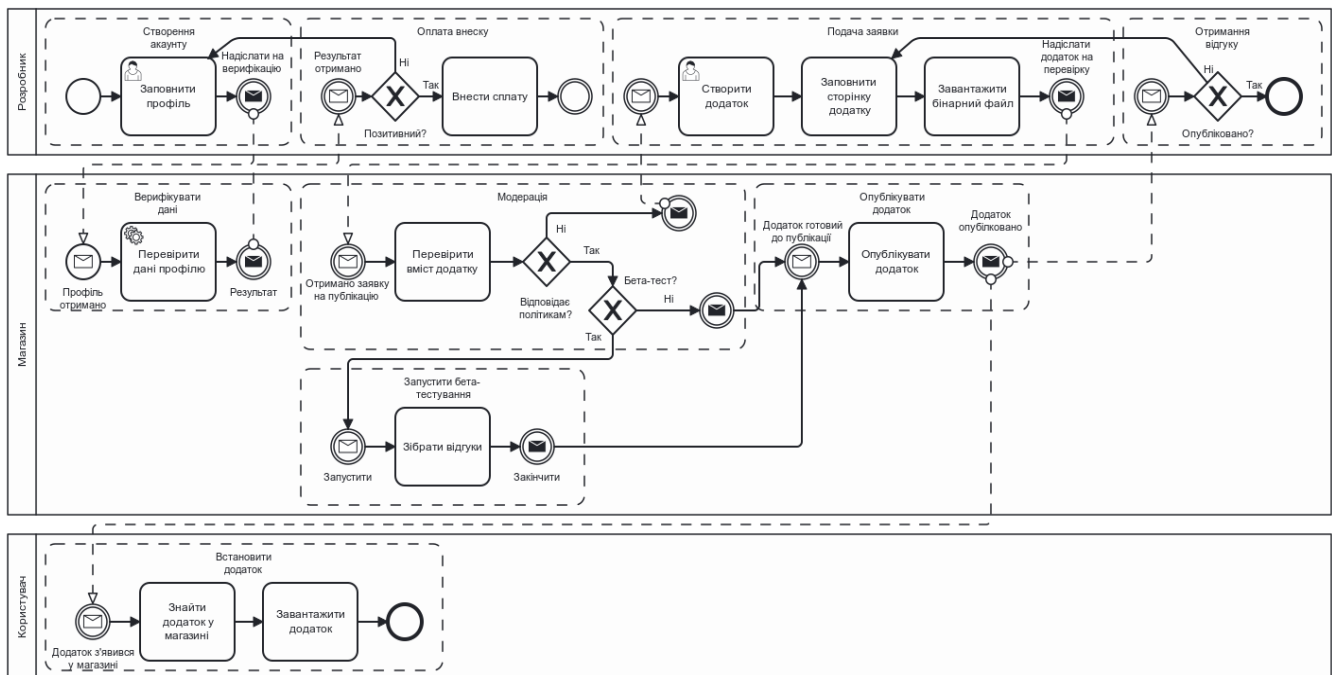 Розробник
Створення
акаунту
Заповнити
профіль
Надіслати на
верифікацію
Оплата внеску
Результат
отримано
Ні
Так
Позитивний?
Внести сплату
Подача заявки
Створити
додаток
Заповнити
сторінку
додатку
Завантажити
бінарний файл
Надіслати
додаток на
перевірку
Отримання
відгуку
Ні
Так
Опубліковано?
Магазин
Верифікувати
дані
Перевірити
дані профілю
Профіль
отримано
Результат
Модерація
Отримано заявку
на публікацію
Перевірити
вміст додатку
Ні
Так
Відповідає
політикам?
Бета-тест?
Ні
Так
Опублікувати
додаток
Додаток готовий
до публікації
Опублікувати
додаток
Додаток
опубілковано
Запустити бета-
тестування
Запустити
Зібрати відгуки
Закінчити
Користувач
Встановити
додаток
Додаток з'явився
у магазині
Знайти
додаток у
магазині
Завантажити
додаток